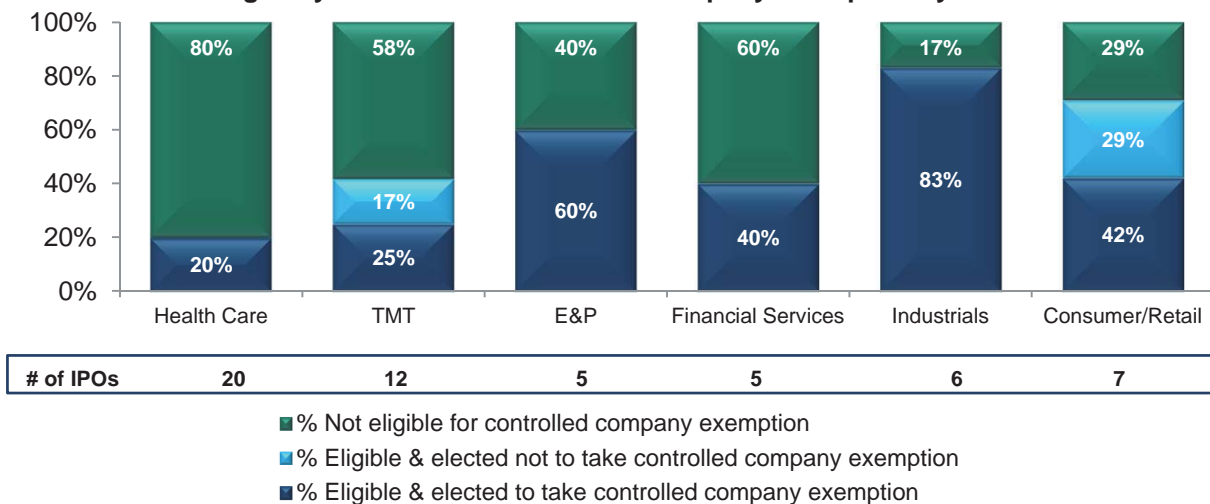 100% 80% 58% 40% 60% 17% 29%
80%
60% 29%
40% 17% 60% 83%
20% 20% 25% 40% 42%
0%
Health Care TMT E&P Financial Services Industrials Consumer/Retail
# of IPOs 20 12 5 5 6 7
% Not eligible for controlled company exemption
% Eligible & elected not to take controlled company exemption
% Eligible & elected to take controlled company exemption